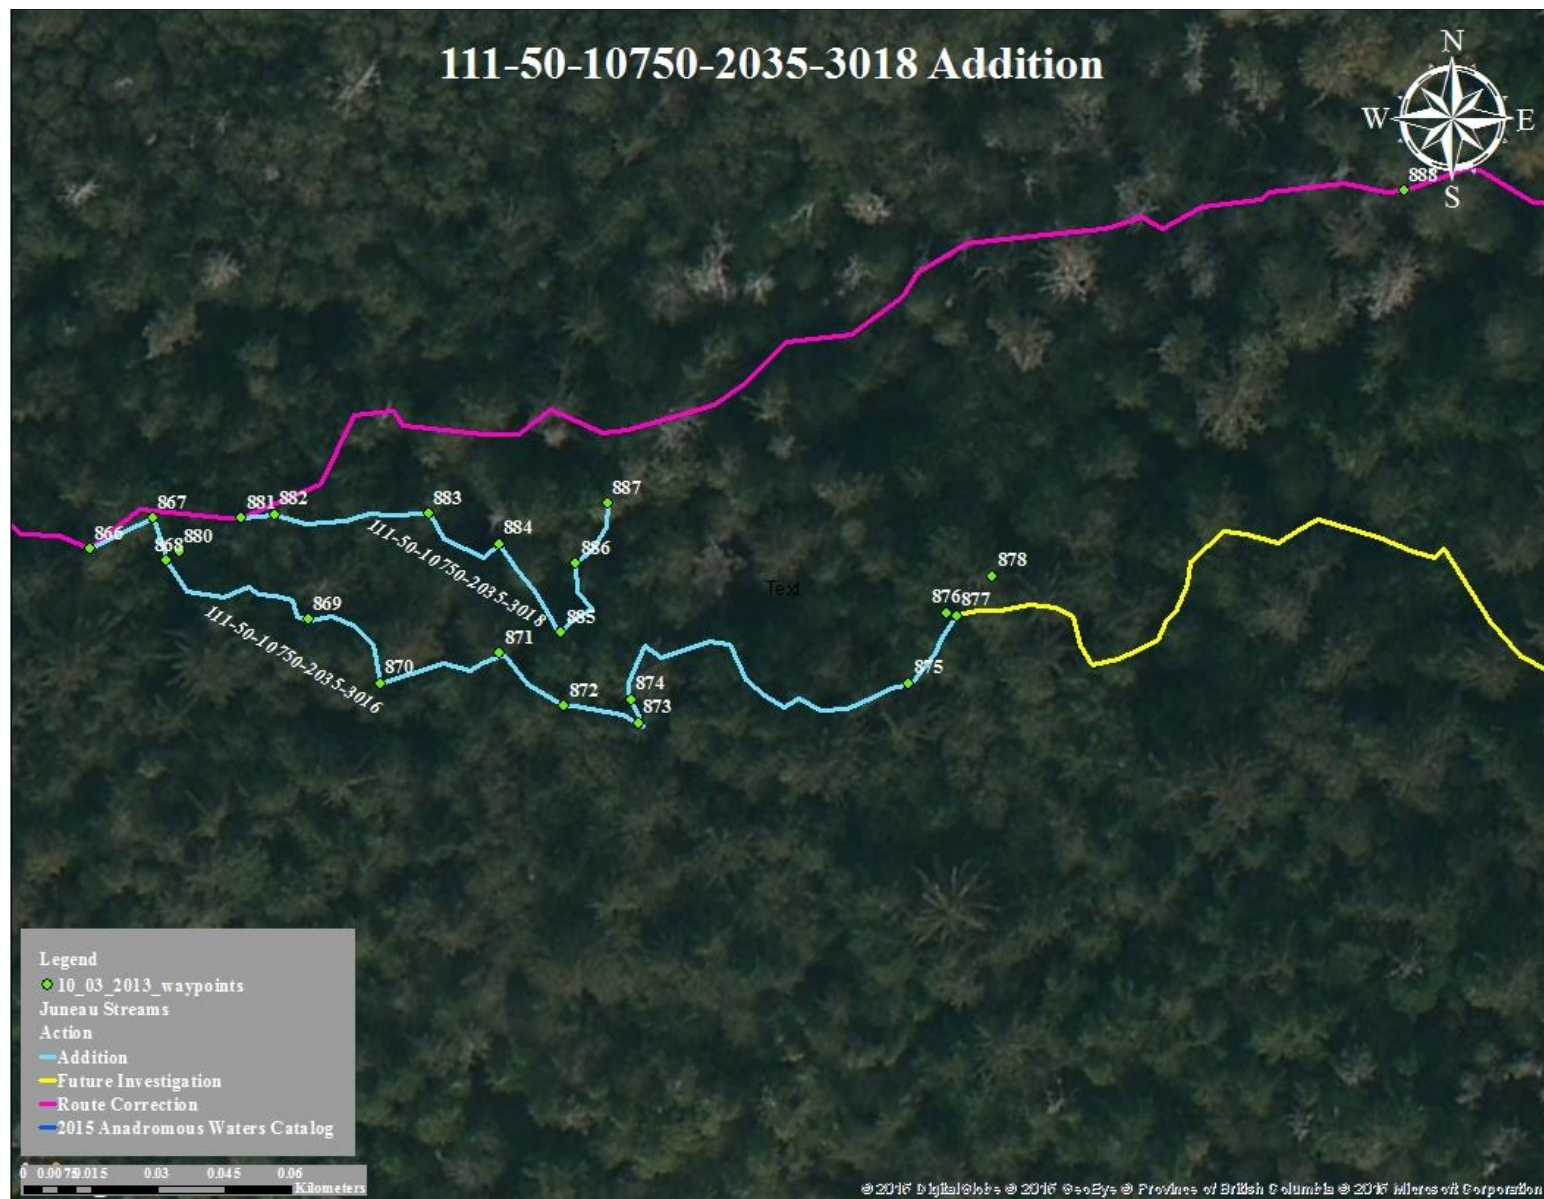 111-50-10750-2035-3018 Addition
N
W E
S
888
887
867
881 882
883
884
866
868 880
886
878
111-50-10750-2035-3018
Text
869
885
876 877
111-50-10750-2035-3016
871
870
875
874
872
873
Legend
10_03_2013_waypoints
Juneau Streams
Action
Addition
Future Investigation
Route Correction
2015 Anadromous Waters Catalog
0 0.0075 0.015 0.03 0.045 0.06
Kilometers
© 2015 DigitalGlobe © 2015 GeoEye © Province of British Columbia © 2015 Microsoft Corporation